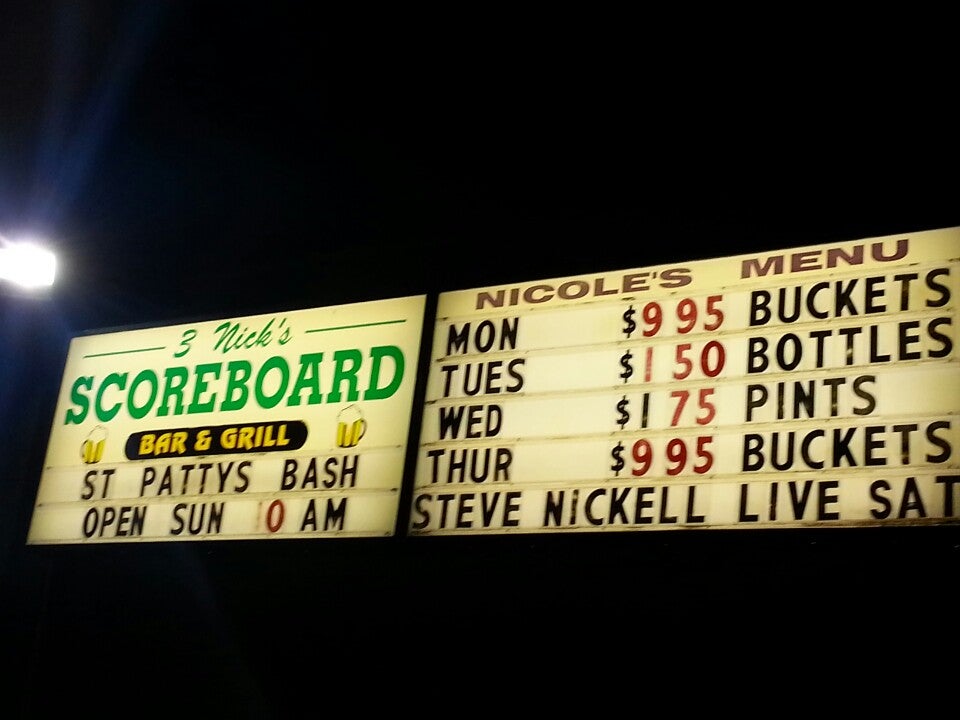 3 Nick's
SCOREBOARD
BAR & GRILL
ST PATTYS BASH
OPEN SUN 10 AM
NICOLE'S MENU
MON $9 95 BUCKETS
TUES $1 50 BOTTLES
WED $1 75 PINTS
THUR $9 95 BUCKETS
STEVE NICKELL LIVE SAT